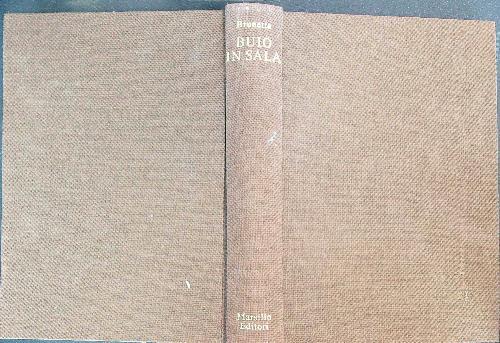 Brunetta
BUIO
IN SALA
Marsilio
Editori